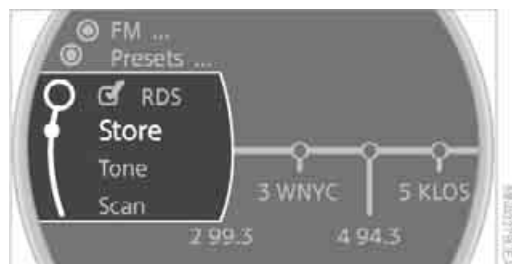 FM ...
Presets ...
RDS
Store
Tone
Scan
3 WNYC
5 KLOS
2 99.3
4 94.3